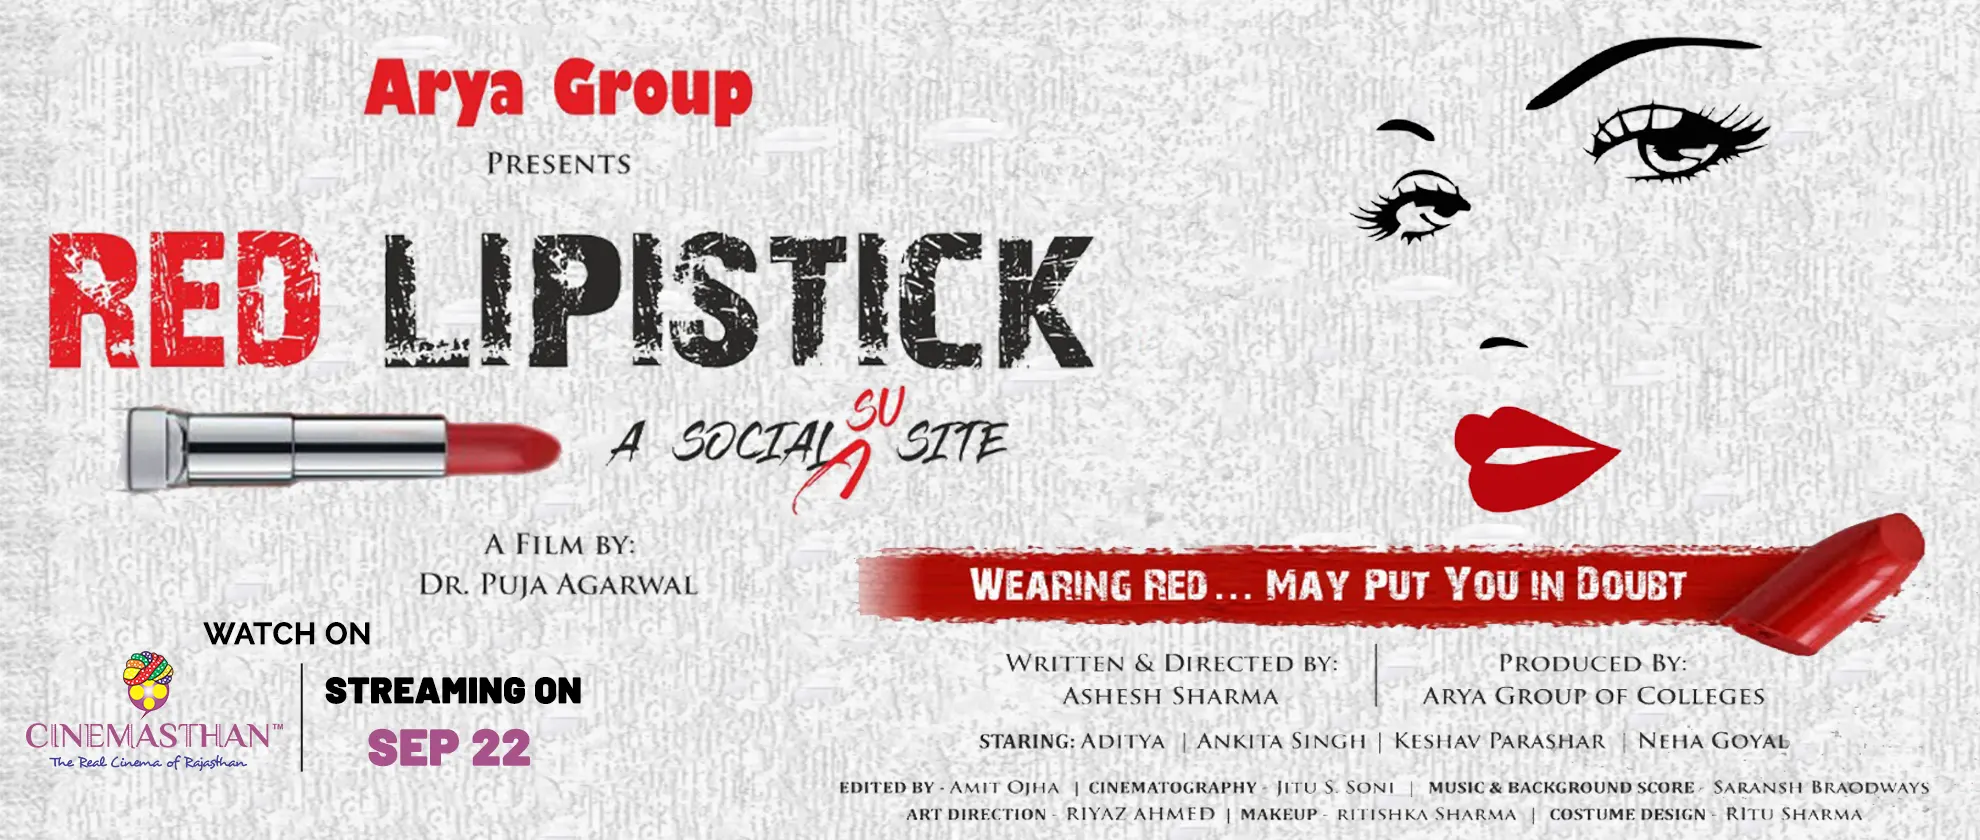 Arya Group
PRESENTS
RED LIPISTICK
A SOCIAL A SU SITE
A FILM BY:
DR. PUJA AGARWAL
WATCH ON
CINEMASTHAN™
The Real Cinema of Rajasthan
STREAMING ON
SEP 22
WEARING RED... MAY PUT YOU IN DOUBT
WRITTEN & DIRECTED BY:
ASHESH SHARMA
PRODUCED BY:
ARYA GROUP OF COLLEGES
STARING: ADITYA | ANKITA SINGH | KESHAV PARASHAR | NEHA GOYAL
EDITED BY - AMIT OJHA | CINEMATOGRAPHY - JITU S. SONI | MUSIC & BACKGROUND SCORE - SARANSH BRAODWAYS
ART DIRECTION - RIYAZ AHMED | MAKEUP - RITISHKA SHARMA | COSTUME DESIGN - RITU SHARMA